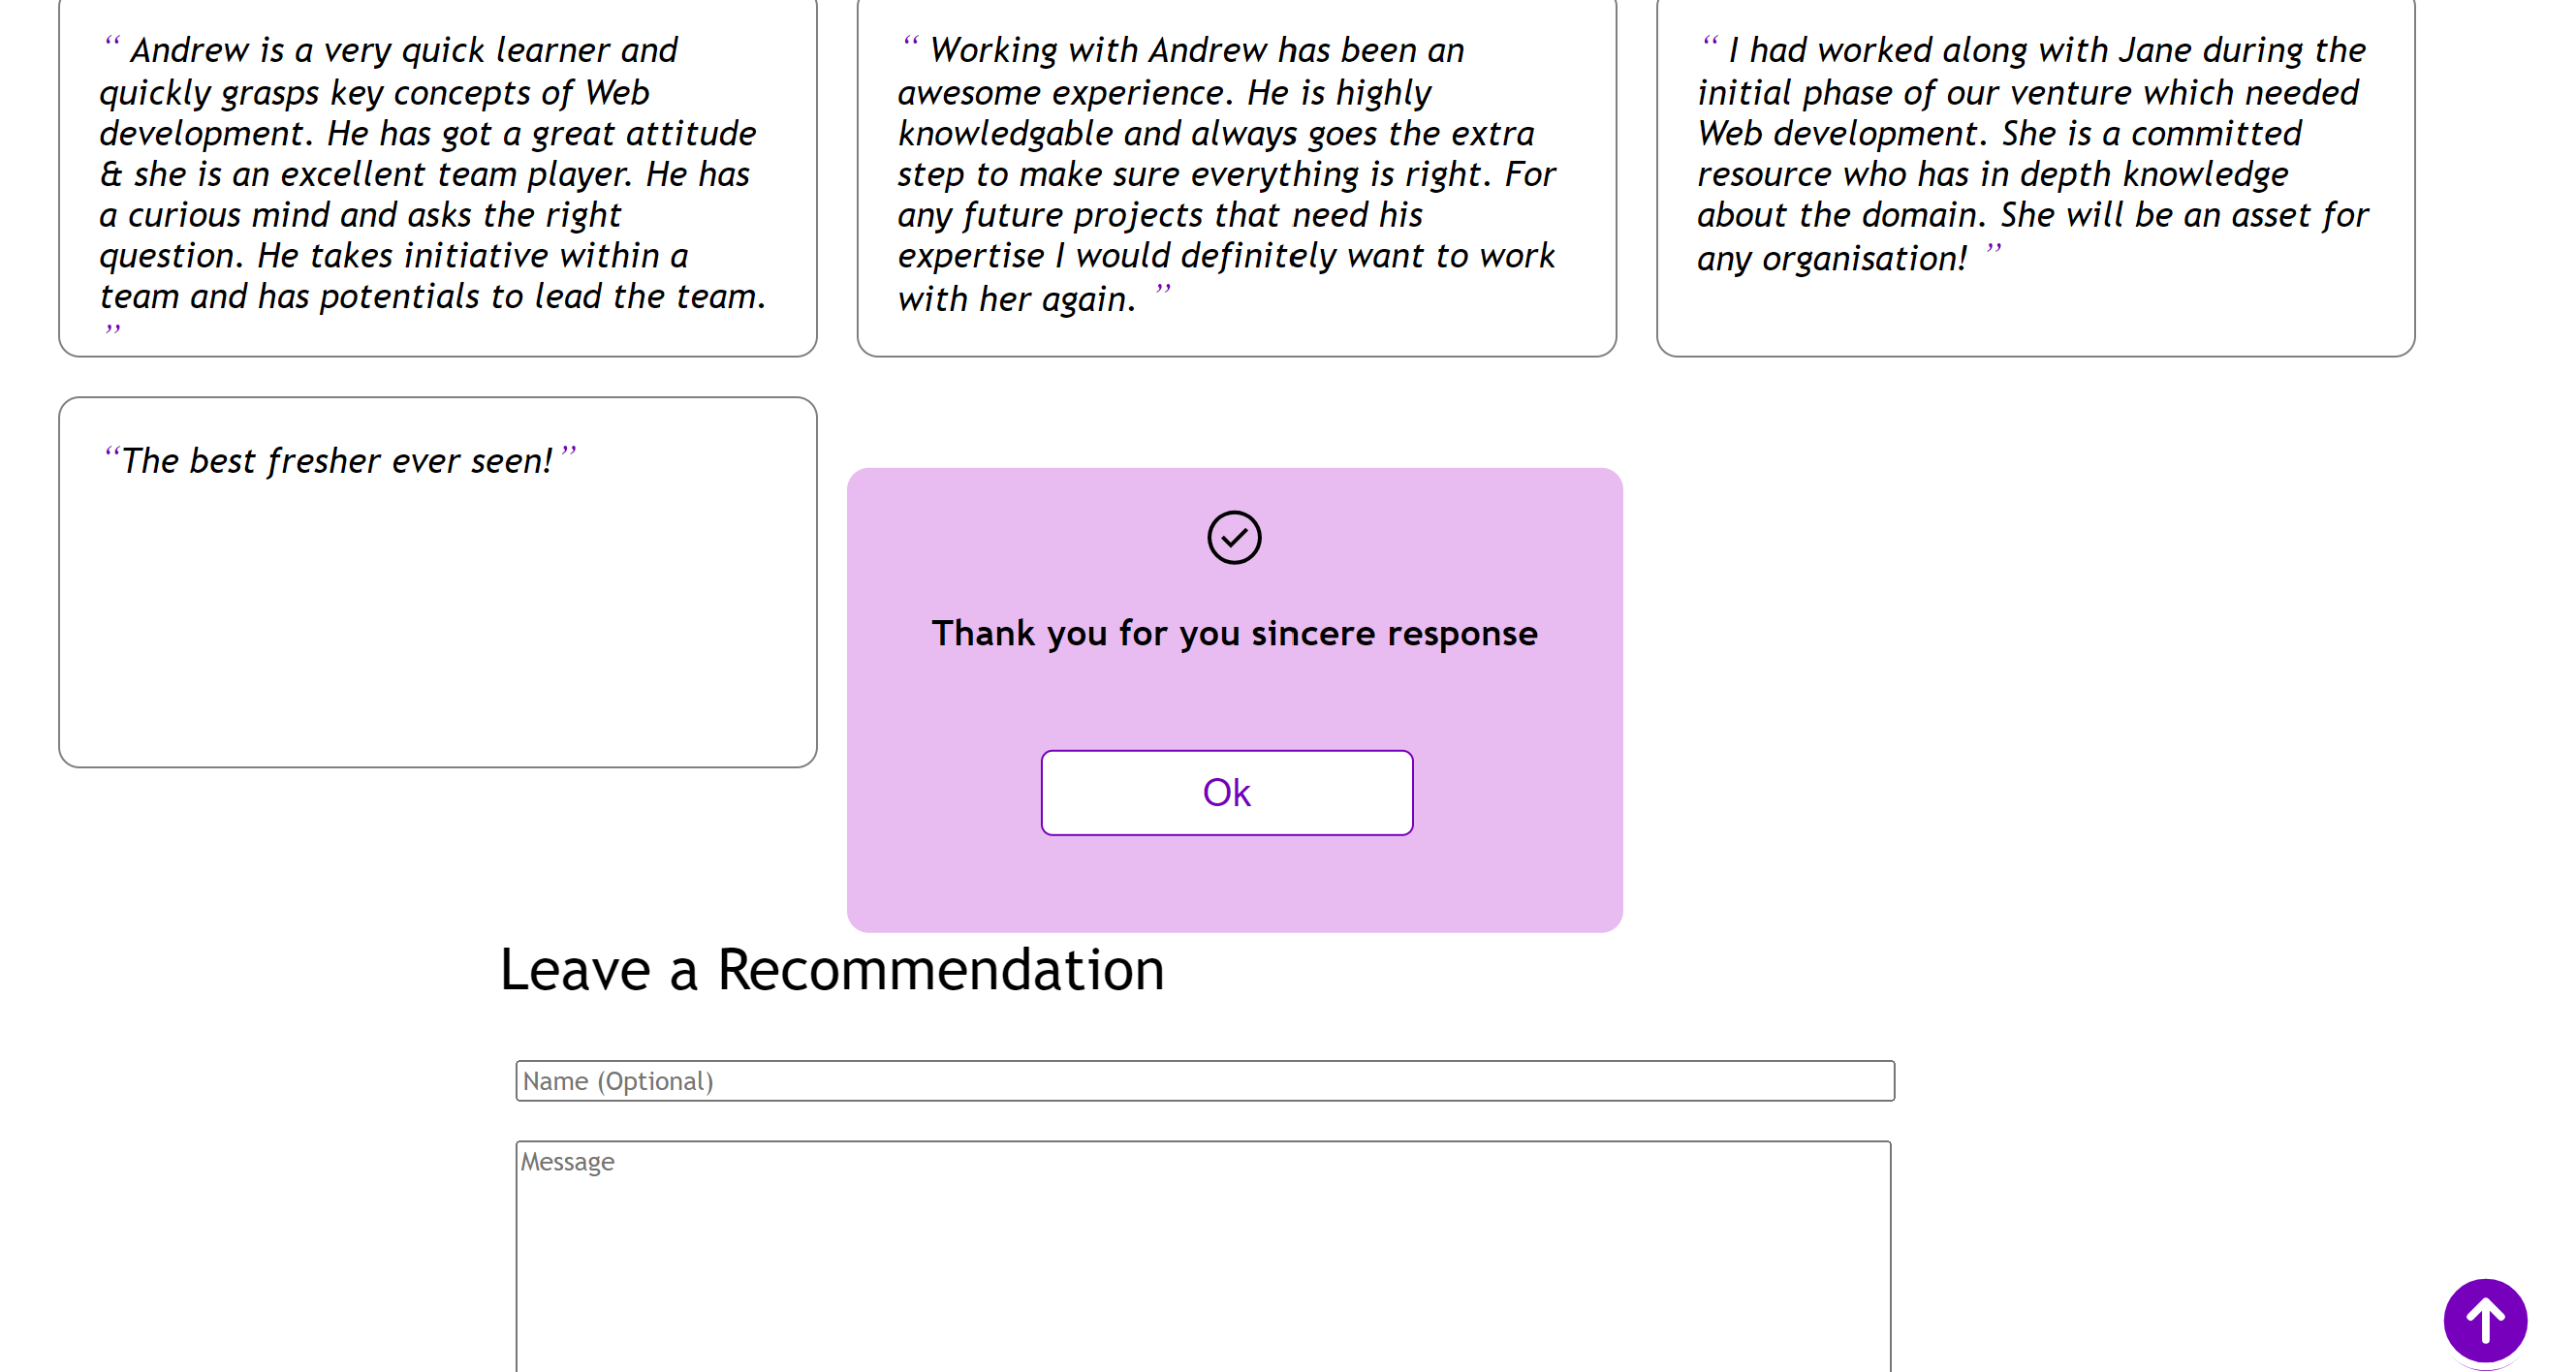 “ Andrew is a very quick learner and
quickly grasps key concepts of Web
development. He has got a great attitude
& she is an excellent team player. He has
a curious mind and asks the right
question. He takes initiative within a
team and has potentials to lead the team.
”
“ Working with Andrew has been an
awesome experience. He is highly
knowledgable and always goes the extra
step to make sure everything is right. For
any future projects that need his
expertise I would definitely want to work
with her again. ”
“ I had worked along with Jane during the
initial phase of our venture which needed
Web development. She is a committed
resource who has in depth knowledge
about the domain. She will be an asset for
any organisation! ”
“The best fresher ever seen!”
Thank you for you sincere response
Ok
Leave a Recommendation
Name (Optional)
Message